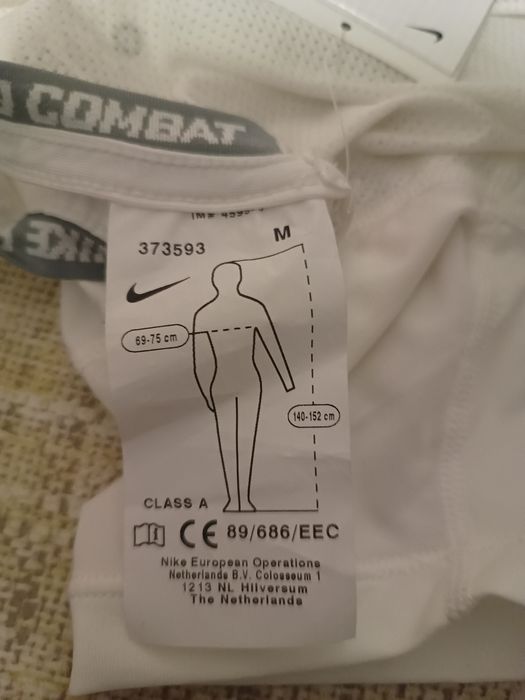 COMBAT
M
373593
69-75 cm
140-152 cm
CLASS A
CE 89/686/EEC
Nike European Operations
Netherlands B.V. Colosseum 1
1213 NL Hilversum
The Netherlands